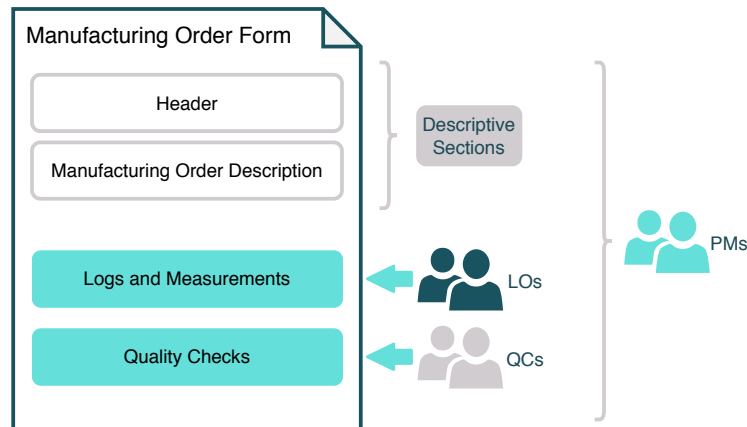 Manufacturing Order Form
Header
Descriptive
Sections
Manufacturing Order Description
PMs
Logs and Measurements
LOs
Quality Checks
QCs